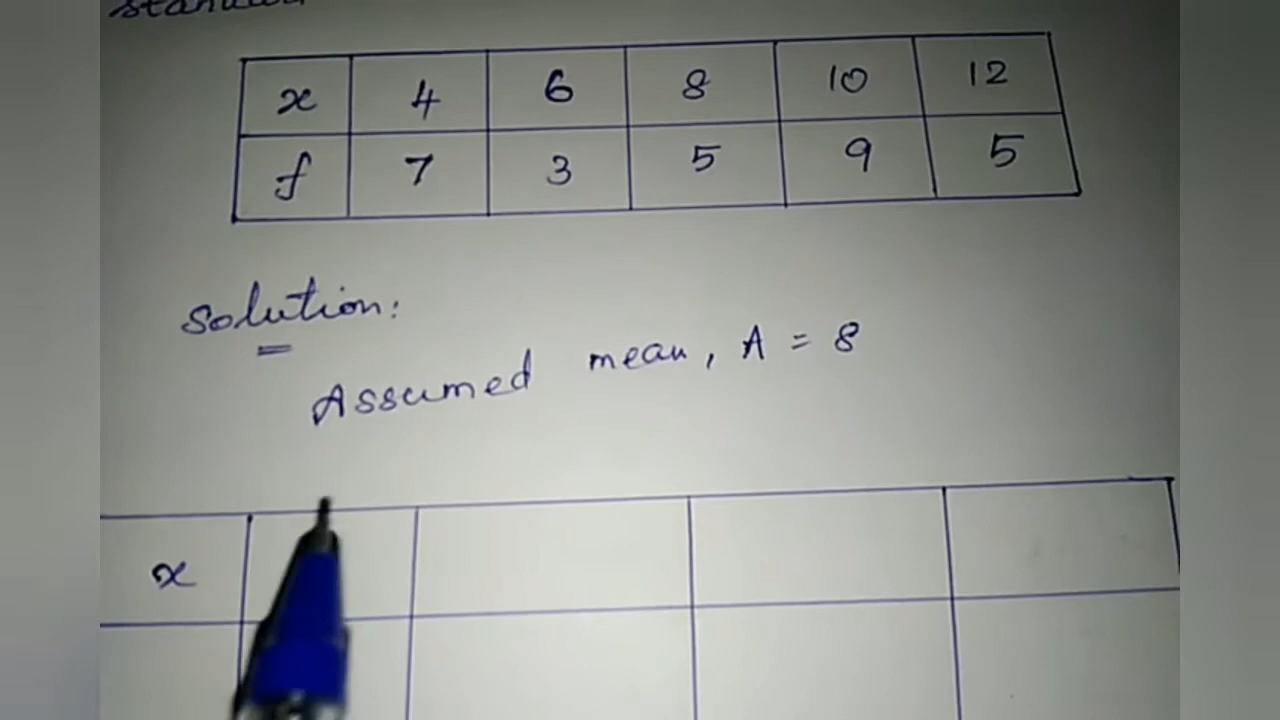 x 4 6 8 10 12
f 7 3 5 9 5
Solution:
Assumed mean, A = 8
x